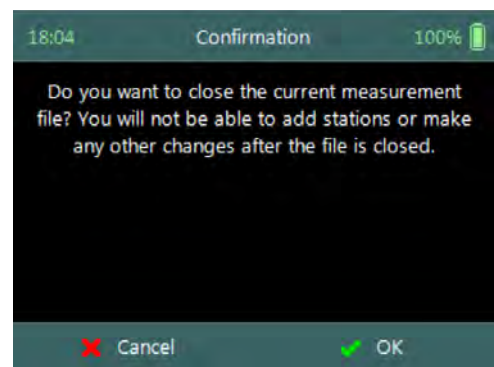 18:04 Confirmation 100%
Do you want to close the current measurement
file? You will not be able to add stations or make
any other changes after the file is closed.
Cancel OK